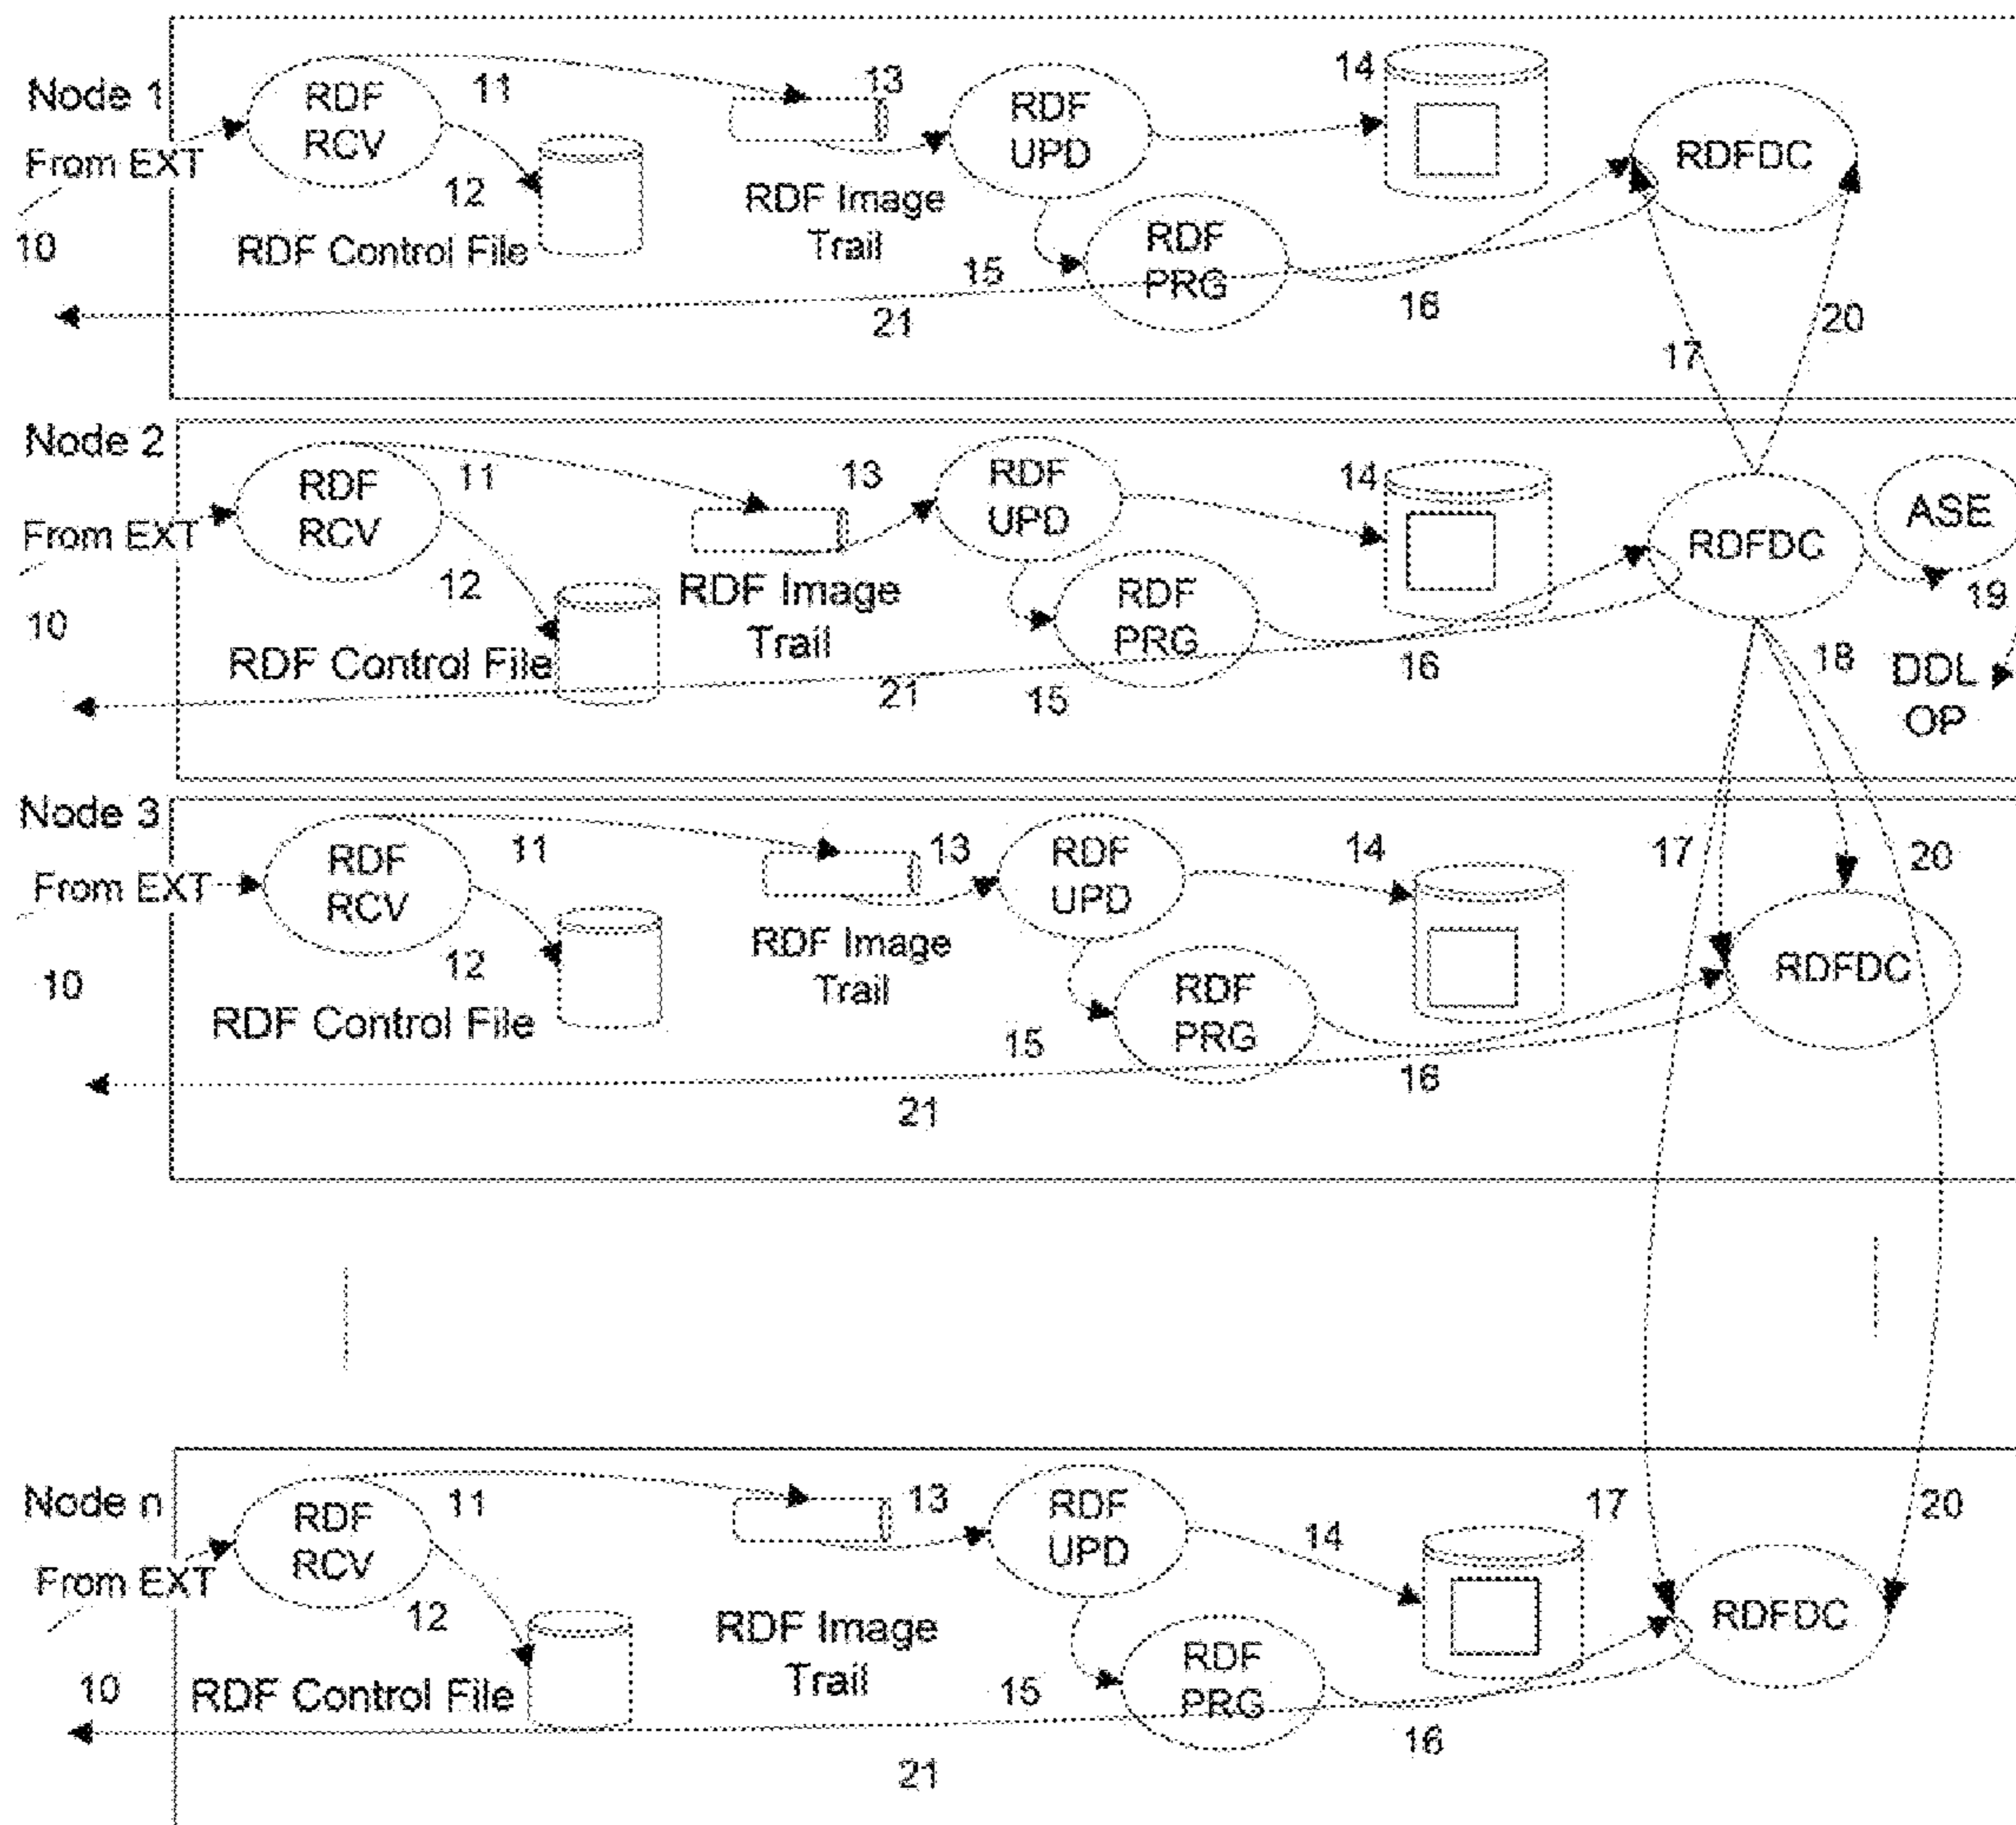 Node 1
From EXT
10
RDF
RCV
11
12
RDF Control File
13
RDF Image
Trail
RDF
UPD
14
RDF
PRG
15
16
21
RDFDC
17
20
Node 2
From EXT
10
RDF
RCV
11
12
RDF Control File
13
RDF Image
Trail
RDF
UPD
14
RDF
PRG
15
16
21
RDFDC
ASE
19
18
DDL
OP
Node 3
From EXT
10
RDF
RCV
11
12
RDF Control File
13
RDF Image
Trail
RDF
UPD
14
RDF
PRG
15
16
21
17
20
RDFDC
Node n
From EXT
10
RDF
RCV
11
12
RDF Control File
13
RDF Image
Trail
RDF
UPD
14
RDF
PRG
15
16
21
17
20
RDFDC